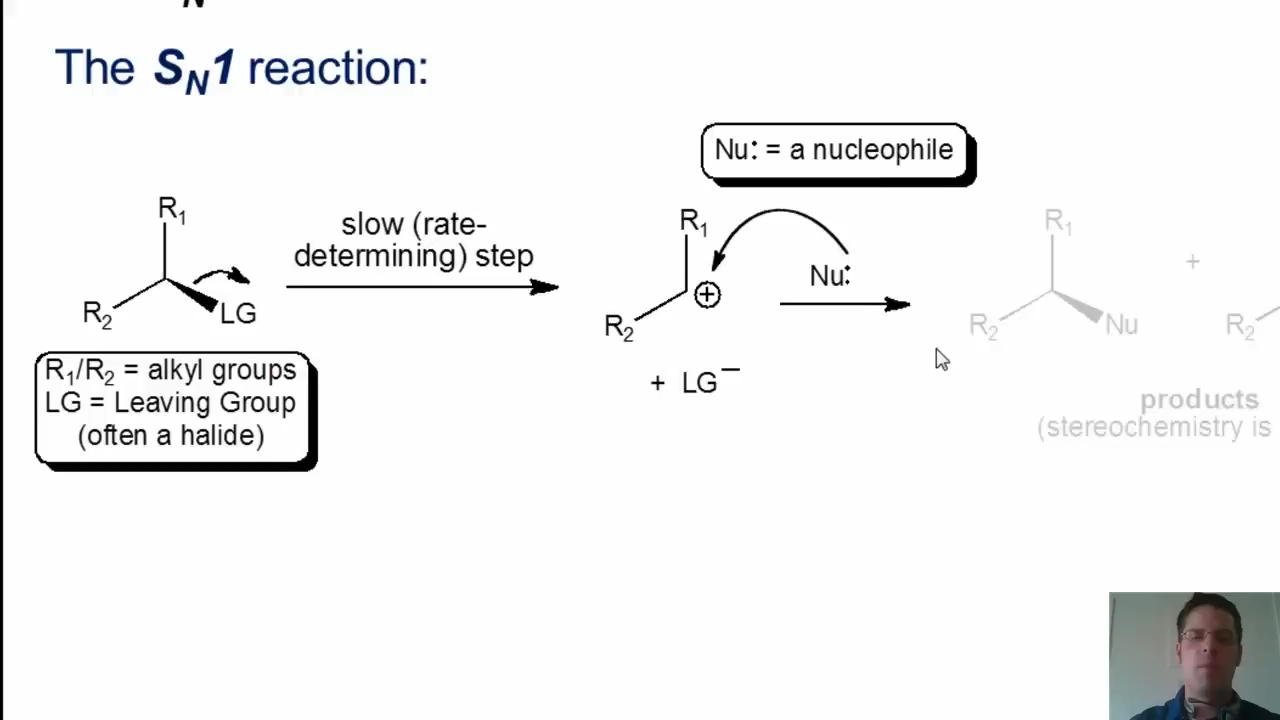 N
The SN1 reaction:
Nu: = a nucleophile
R1
slow (rate-
determining) step
R2
LG
R1
Nu:
R2
+ LG–
R1
+
R2
Nu
R2
R1/R2 = alkyl groups
LG = Leaving Group
(often a halide)
products
(stereochemistry is